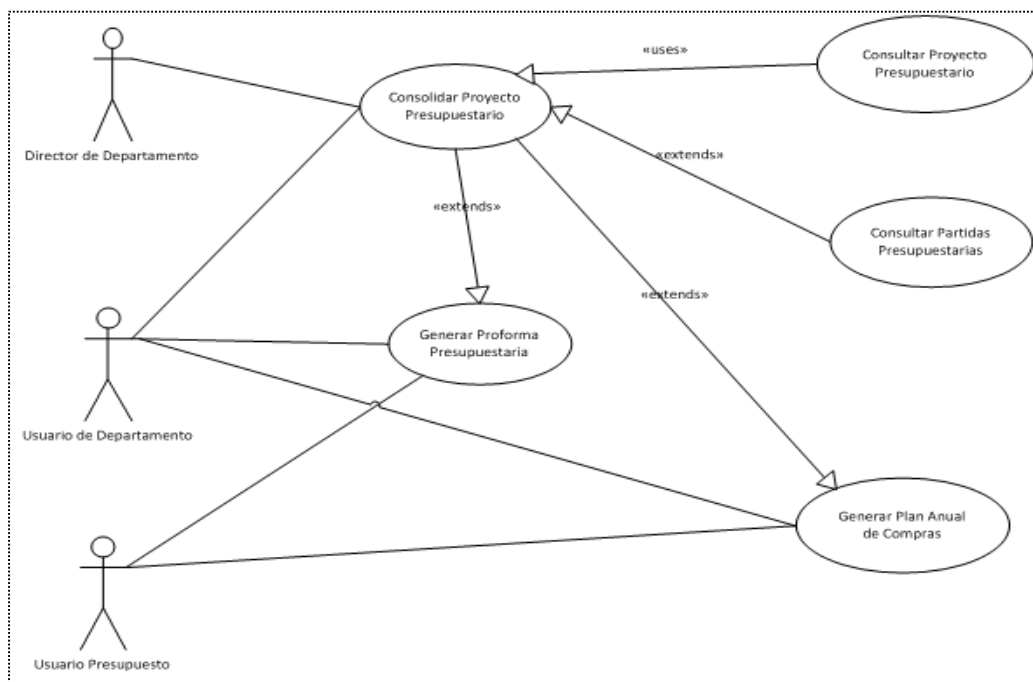 «uses»
Consultar Proyecto
Presupuestario
Consolidar Proyecto
Presupuestario
Director de Departamento
«extends»
«extends»
Consultar Partidas
Presupuestarias
«extends»
Generar Proforma
Presupuestaria
Usuario de Departamento
Generar Plan Anual
de Compras
Usuario Presupuesto